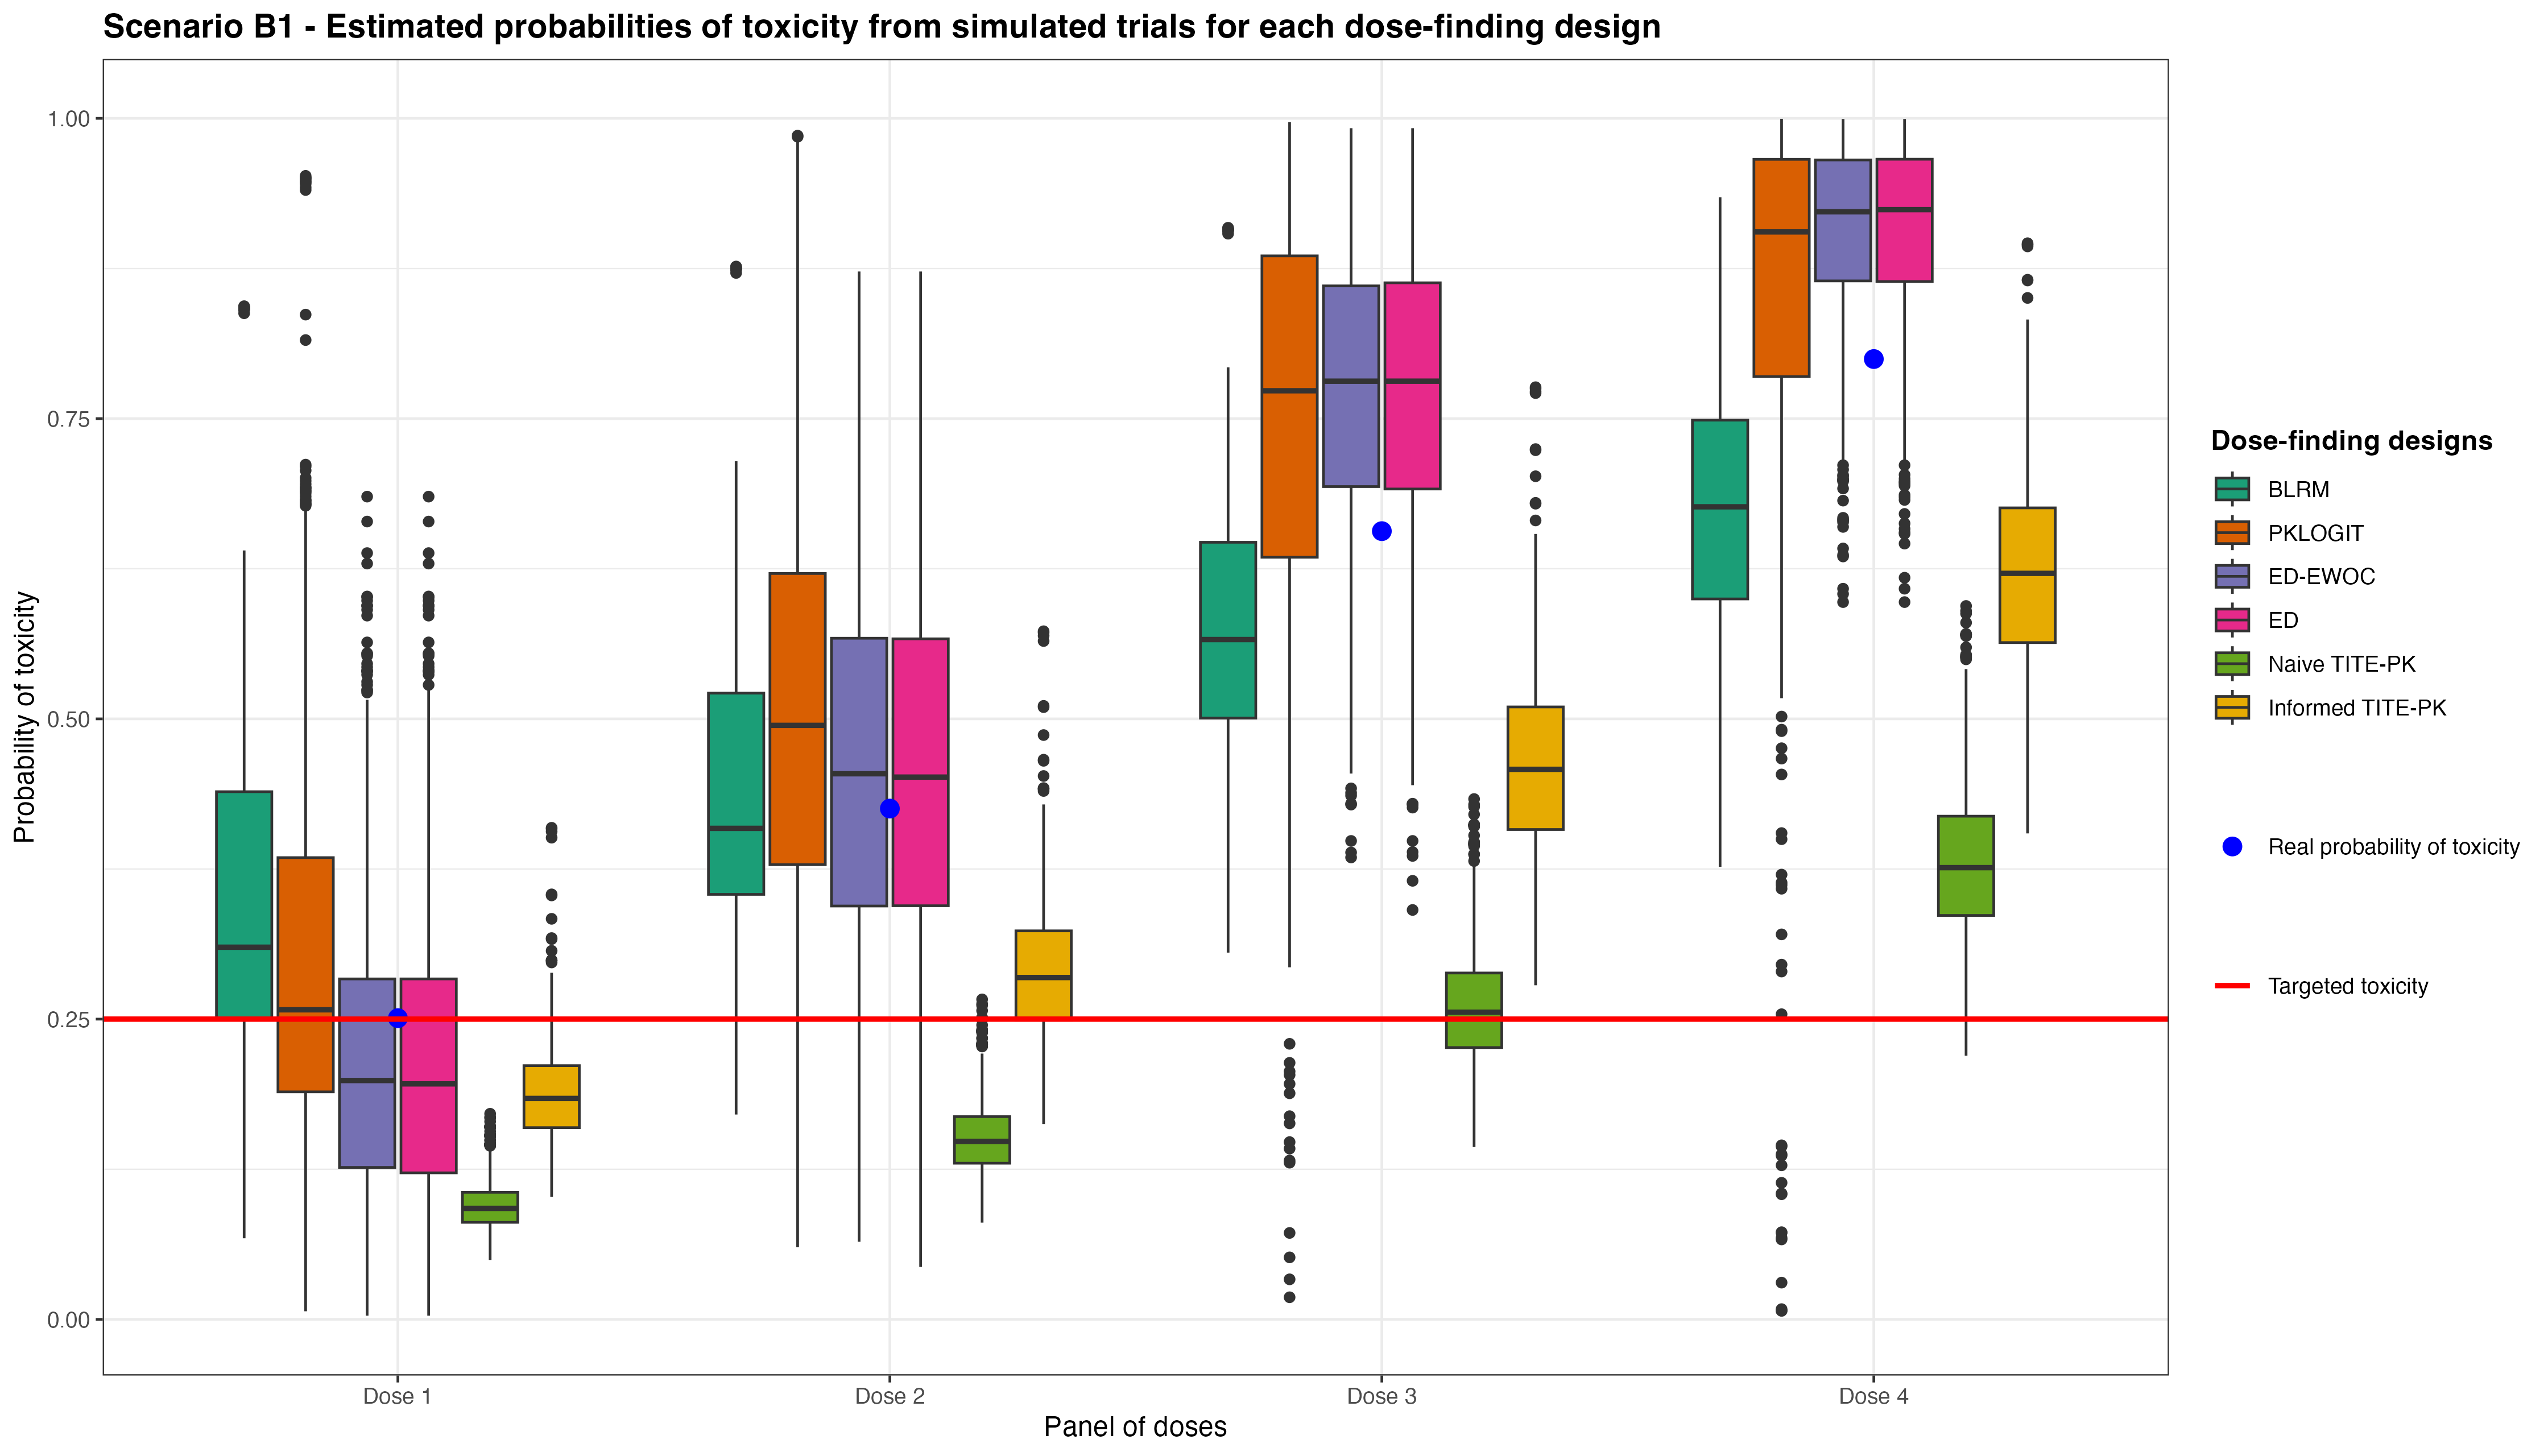 Scenario B1 - Estimated probabilities of toxicity from simulated trials for each dose-finding design
Probability of toxicity
1.00
0.75
0.50
0.25
0.00
Dose 1
Dose 2
Dose 3
Dose 4
Panel of doses
Dose-finding designs
BLRM
PKLOGIT
ED-EWOC
ED
Naive TITE-PK
Informed TITE-PK
Real probability of toxicity
Targeted toxicity